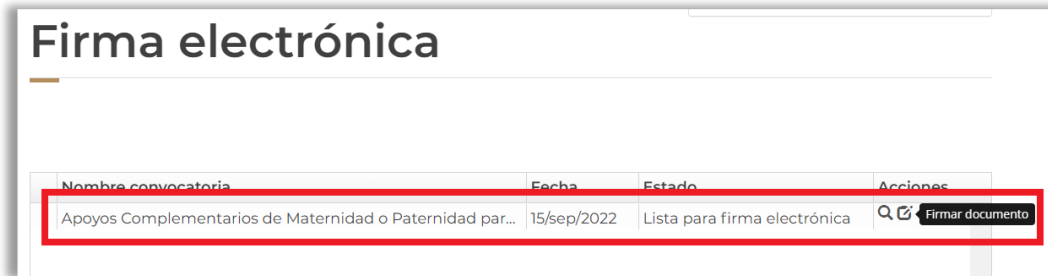 Firma electrónica
Nombre convocatoria Fecha Estado Acciones
Apoyos Complementarios de Maternidad o Paternidad par... 15/sep/2022 Lista para firma electrónica Firmar documento